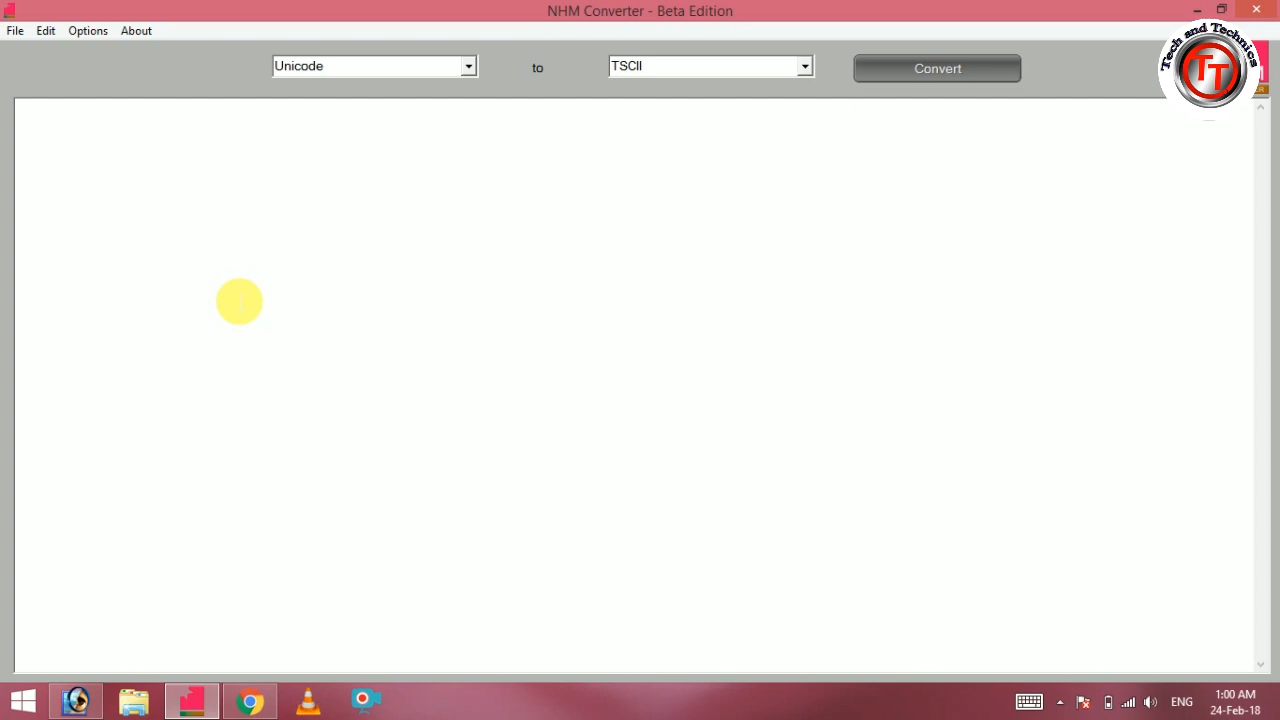 NHM Converter - Beta Edition
File Edit Options About
Unicode to TSCII Convert
Tech and Technics
TT
ENG
1:00 AM
24-Feb-18